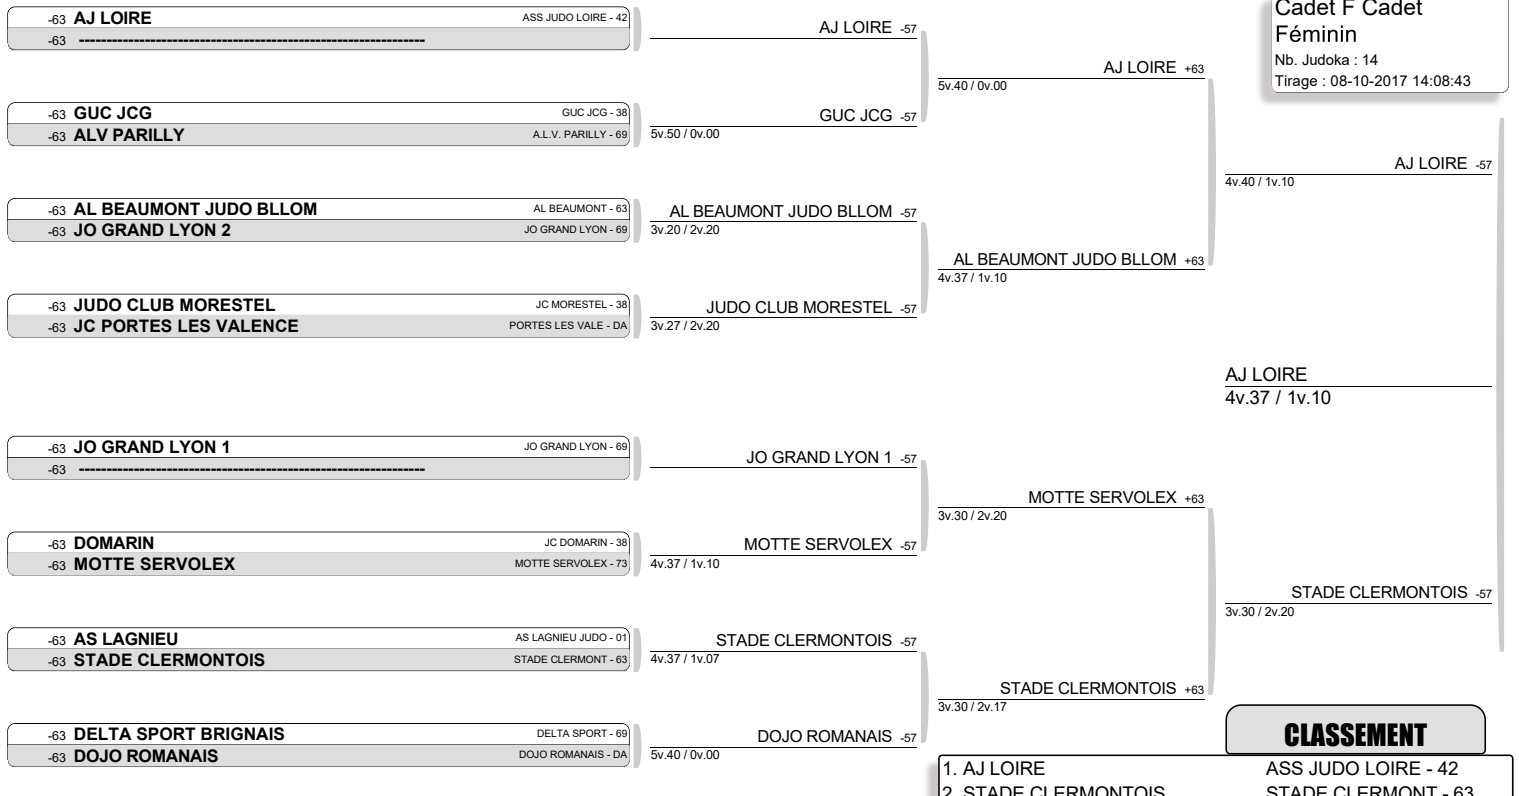 Cadet F Cadet
Féminin
Nb. Judoka : 14
Tirage : 08-10-2017 14:08:43
-63 AJ LOIRE ASS JUDO LOIRE - 42
-63 ----------------------------------------------------------------
-63 GUC JCG GUC JCG - 38
-63 ALV PARILLY A.L.V. PARILLY - 69
-63 AL BEAUMONT JUDO BLLOM AL BEAUMONT - 63
-63 JO GRAND LYON 2 JO GRAND LYON - 69
-63 JUDO CLUB MORESTEL JC MORESTEL - 38
-63 JC PORTES LES VALENCE PORTES LES VALE - DA
-63 JO GRAND LYON 1 JO GRAND LYON - 69
-63 ----------------------------------------------------------------
-63 DOMARIN JC DOMARIN - 38
-63 MOTTE SERVOLEX MOTTE SERVOLEX - 73
-63 AS LAGNIEU AS LAGNIEU JUDO - 01
-63 STADE CLERMONTOIS STADE CLERMONT - 63
-63 DELTA SPORT BRIGNAIS DELTA SPORT - 69
-63 DOJO ROMANAIS DOJO ROMANAIS - DA
AJ LOIRE -57
GUC JCG -57
5v.50 / 0v.00
AL BEAUMONT JUDO BLLOM -57
3v.20 / 2v.20
JUDO CLUB MORESTEL -57
3v.27 / 2v.20
JO GRAND LYON 1 -57
MOTTE SERVOLEX -57
4v.37 / 1v.10
STADE CLERMONTOIS -57
4v.37 / 1v.07
DOJO ROMANAIS -57
5v.40 / 0v.00
AJ LOIRE +63
5v.40 / 0v.00
AL BEAUMONT JUDO BLLOM +63
4v.37 / 1v.10
MOTTE SERVOLEX +63
3v.30 / 2v.20
STADE CLERMONTOIS +63
3v.30 / 2v.17
AJ LOIRE -57
4v.40 / 1v.10
AJ LOIRE
4v.37 / 1v.10
STADE CLERMONTOIS -57
3v.30 / 2v.20
CLASSEMENT
1. AJ LOIRE ASS JUDO LOIRE - 42
2. STADE CLERMONTOIS STADE CLERMONT - 63